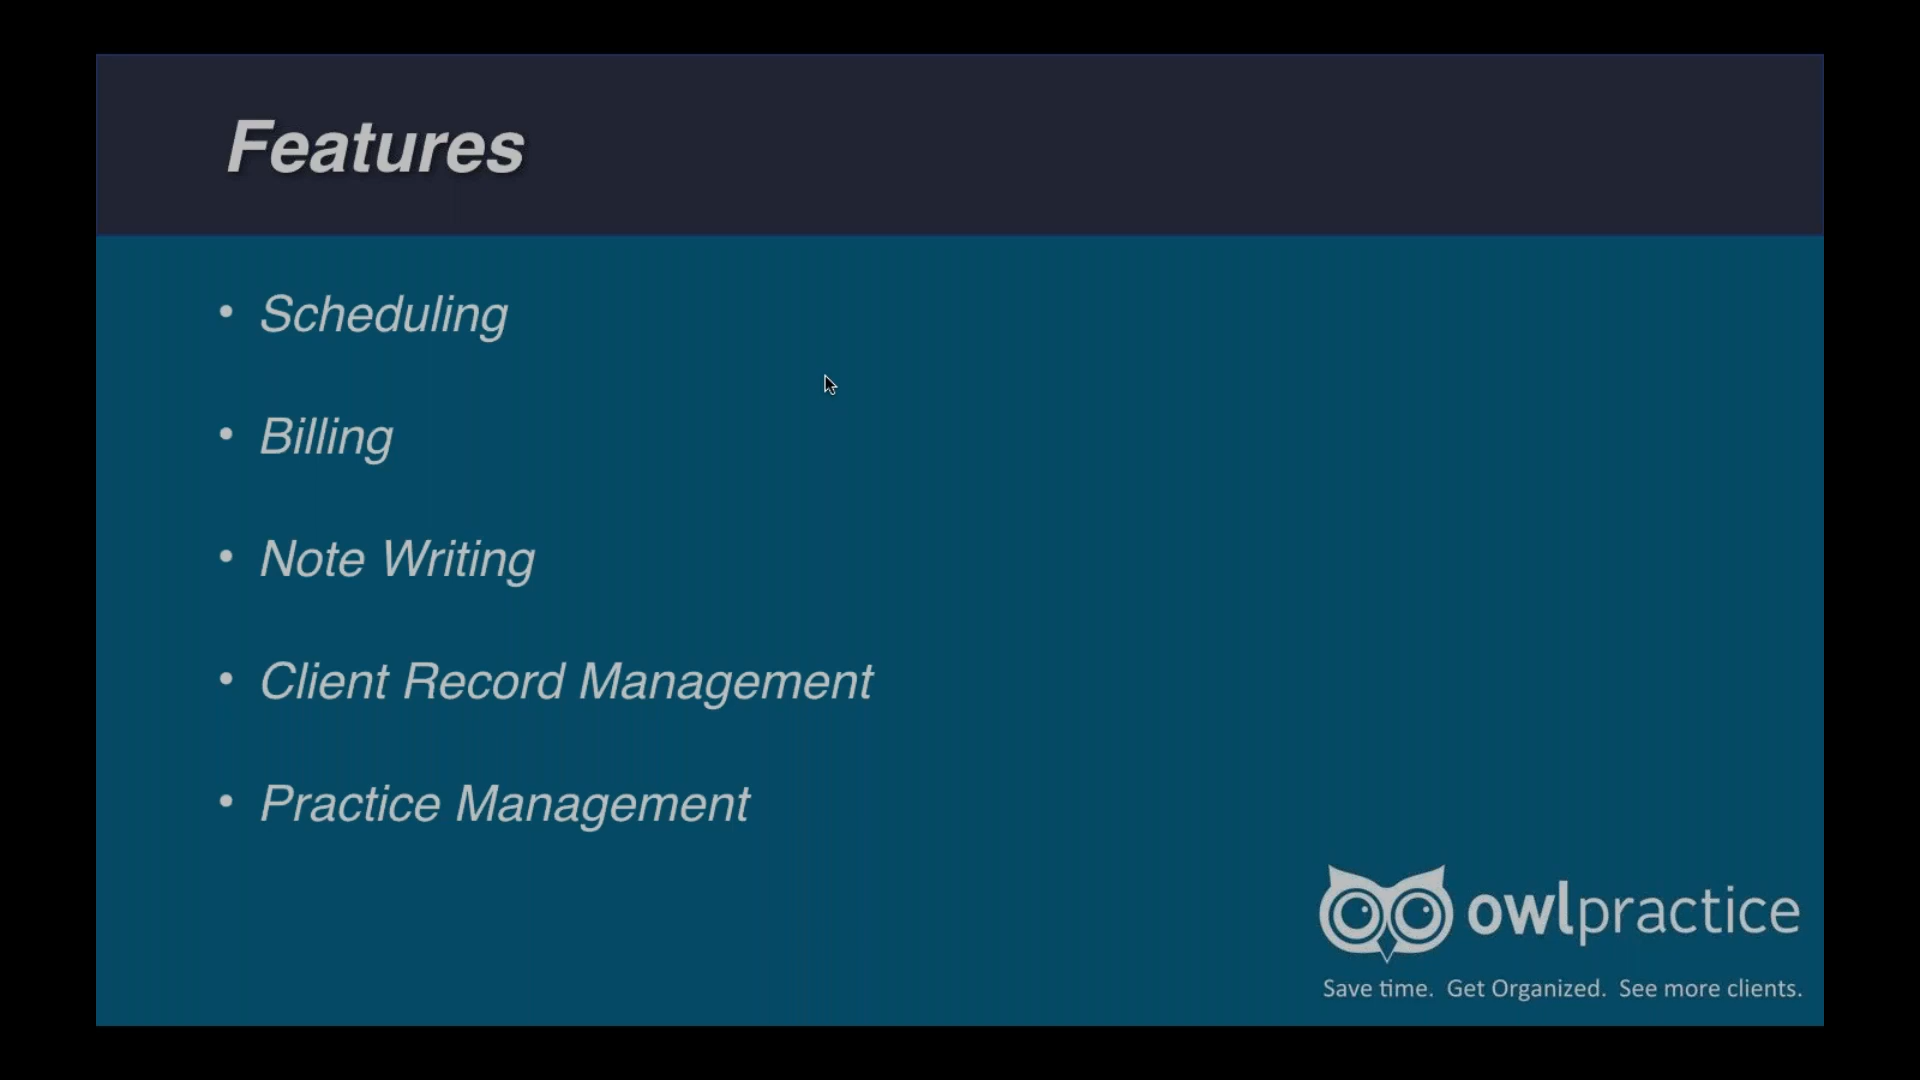 Features
• Scheduling
• Billing
• Note Writing
• Client Record Management
• Practice Management
owlpractice
Save time. Get Organized. See more clients.